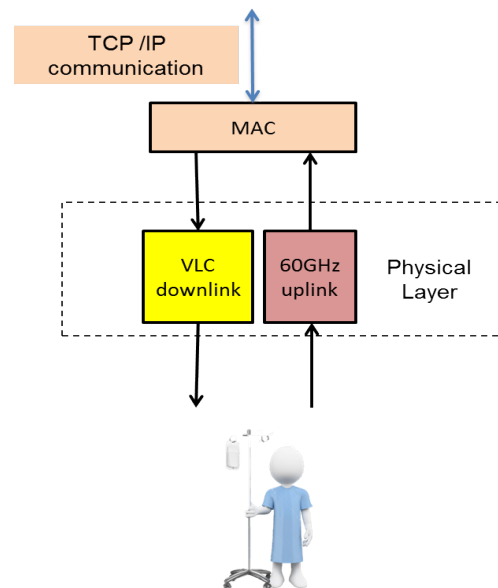 TCP /IP
communication
MAC
VLC
downlink
60GHz
uplink
Physical
Layer